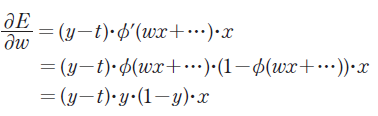 ∂E/∂w = (y−t)·ϕ′(wx+⋯)·x
= (y−t)·ϕ(wx+⋯)·(1−ϕ(wx+⋯))·x
= (y−t)·y·(1−y)·x